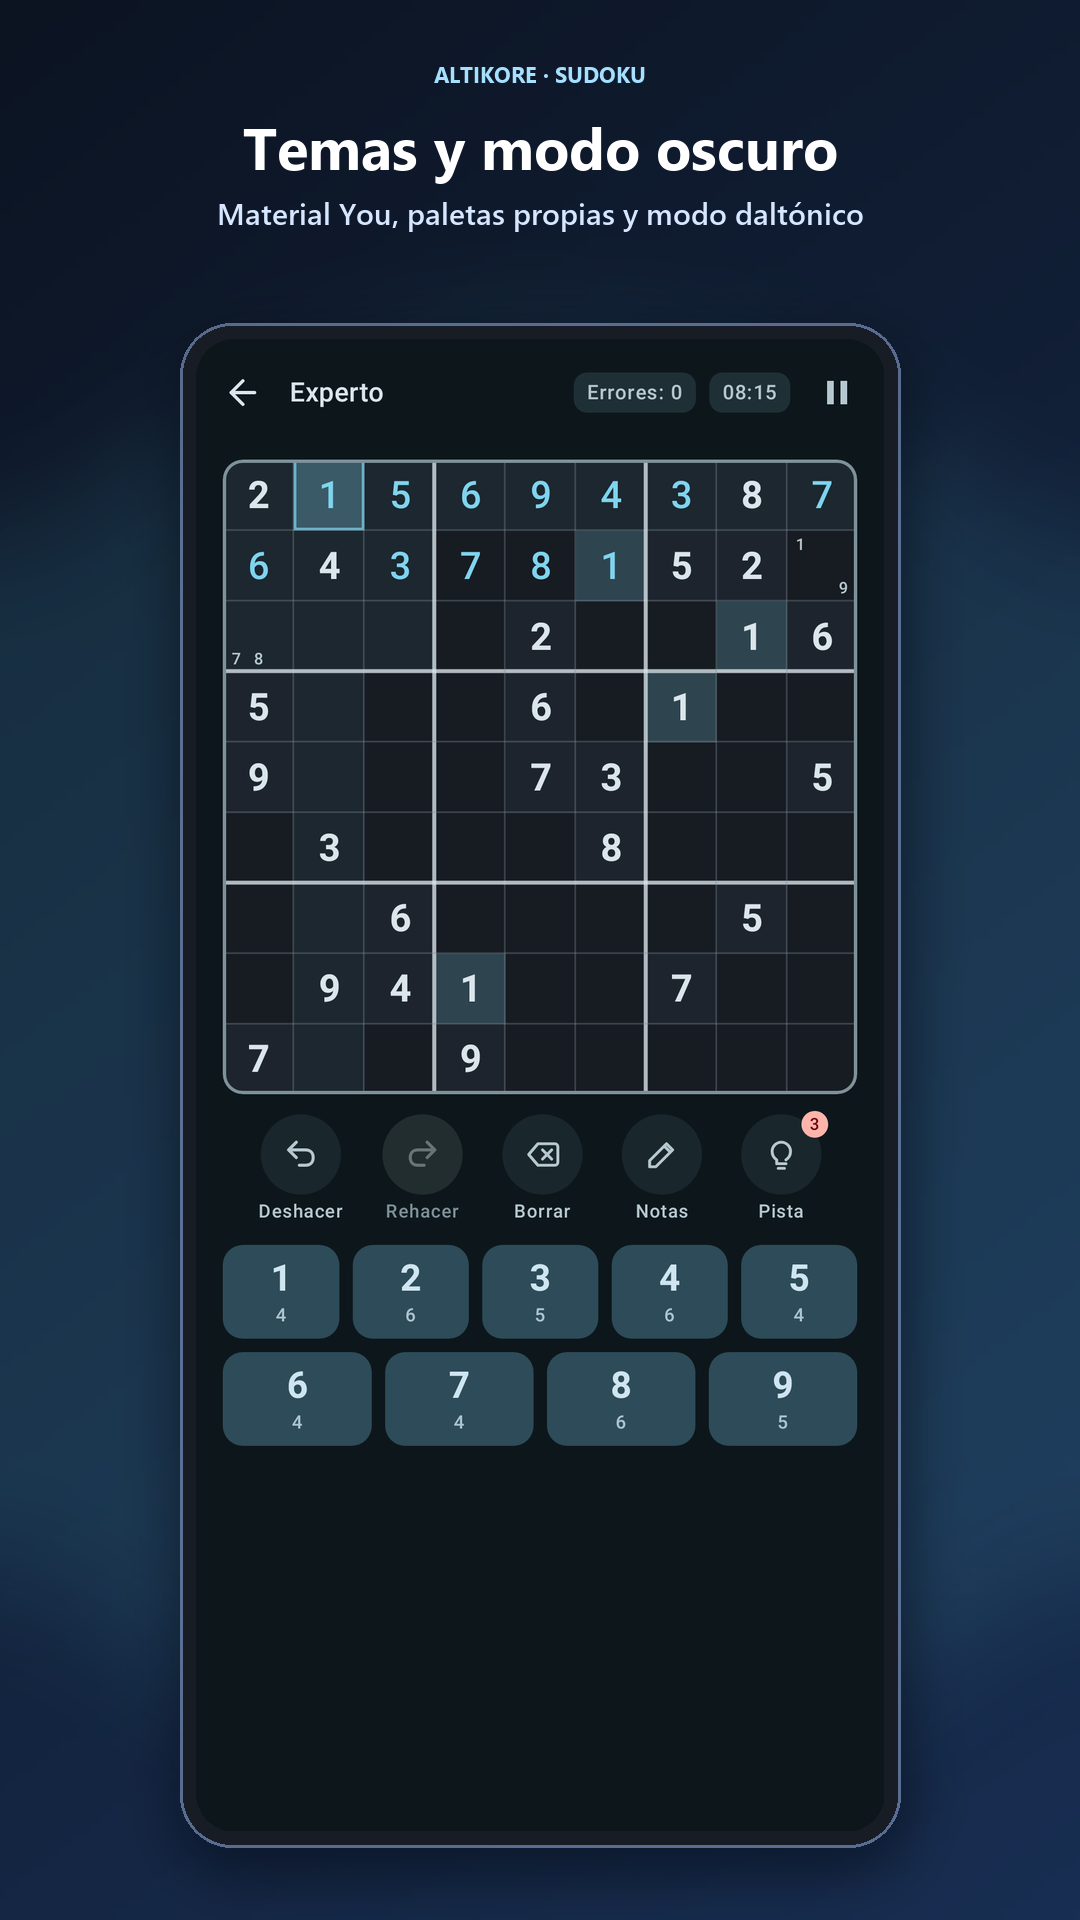 ALTIKORE · SUDOKU
Temas y modo oscuro
Material You, paletas propias y modo daltónico
Experto Errores: 0 08:15
2 1 5 6 9 4 3 8 7
6 4 3 7 8 1 5 2 1 9
7 8 2 1 6
5 6 1
9 7 3 5
3 8
6 5
9 4 1 7
7 9
3
Deshacer Rehacer Borrar Notas Pista
1 2 3 4 5
4 6 5 6 4
6 7 8 9
4 4 6 5